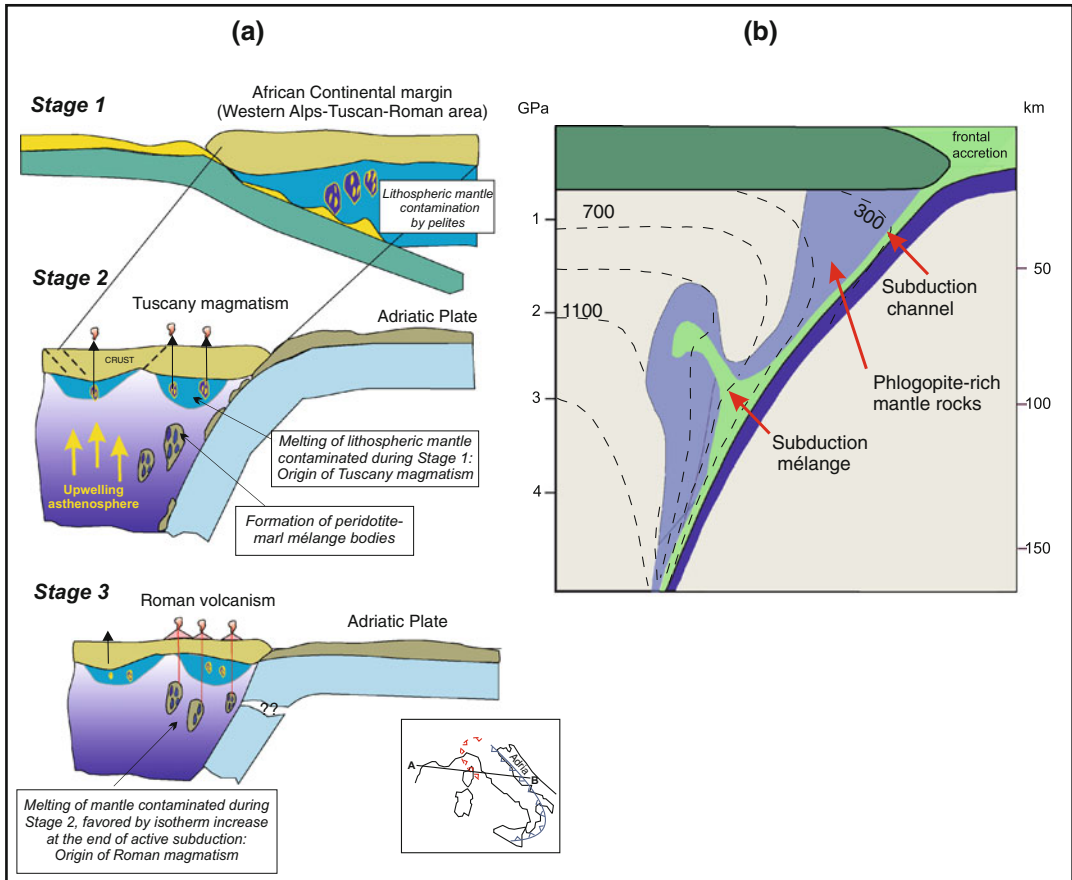 (a)
Stage 1
African Continental margin
(Western Alps-Tuscan-Roman area)
Lithospheric mantle
contamination
by pelites
Stage 2
Tuscany magmatism
Adriatic Plate
CRUST
Upwelling
asthenosphere
Melting of lithospheric mantle
contaminated during Stage 1:
Origin of Tuscany magmatism
Formation of peridotite-
marl mélange bodies
Stage 3
Roman volcanism
Adriatic Plate
??
Melting of mantle contaminated during
Stage 2, favored by isotherm increase
at the end of active subduction:
Origin of Roman magmatism
A
Adria
B
(b)
GPa
km
frontal
accretion
1
700
300
50
Subduction
channel
2
1100
Phlogopite-rich
mantle rocks
3
100
Subduction
mélange
4
150